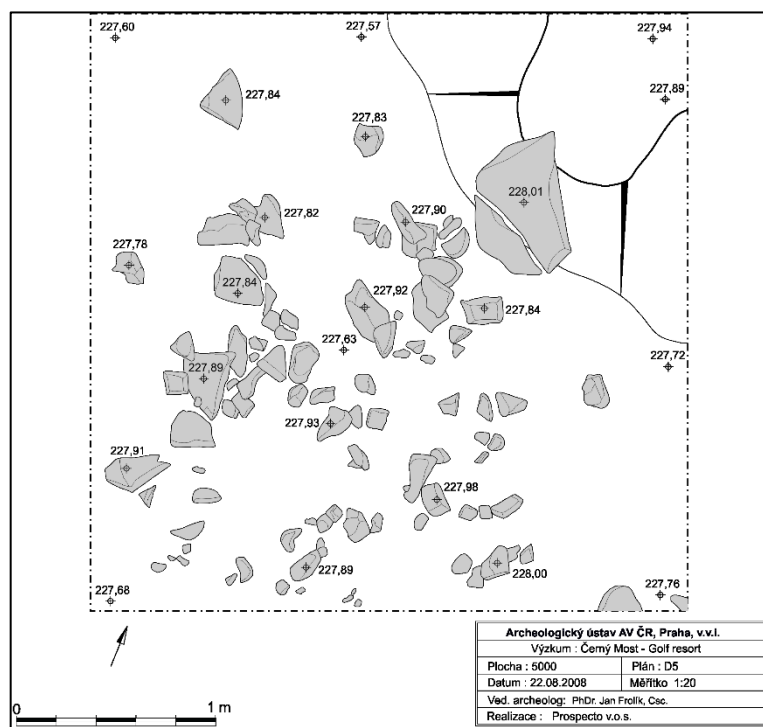 227,60 227,57 227,94
227,89
227,84
227,83
228,01
227,82 227,90
227,78
227,84 227,92 227,84
227,63
227,72
227,89
227,93
227,91
227,98
227,89 228,00
227,68 227,76
0 1 m
Archeologický ústav AV ČR, Praha, v.v.i.
Výzkum : Černý Most - Golf resort
Plocha : 5000 Plán : D5
Datum : 22.08.2008 Měřítko 1:20
Ved. archeolog: PhDr. Jan Frolík, Csc.
Realizace : Prospecto v.o.s.